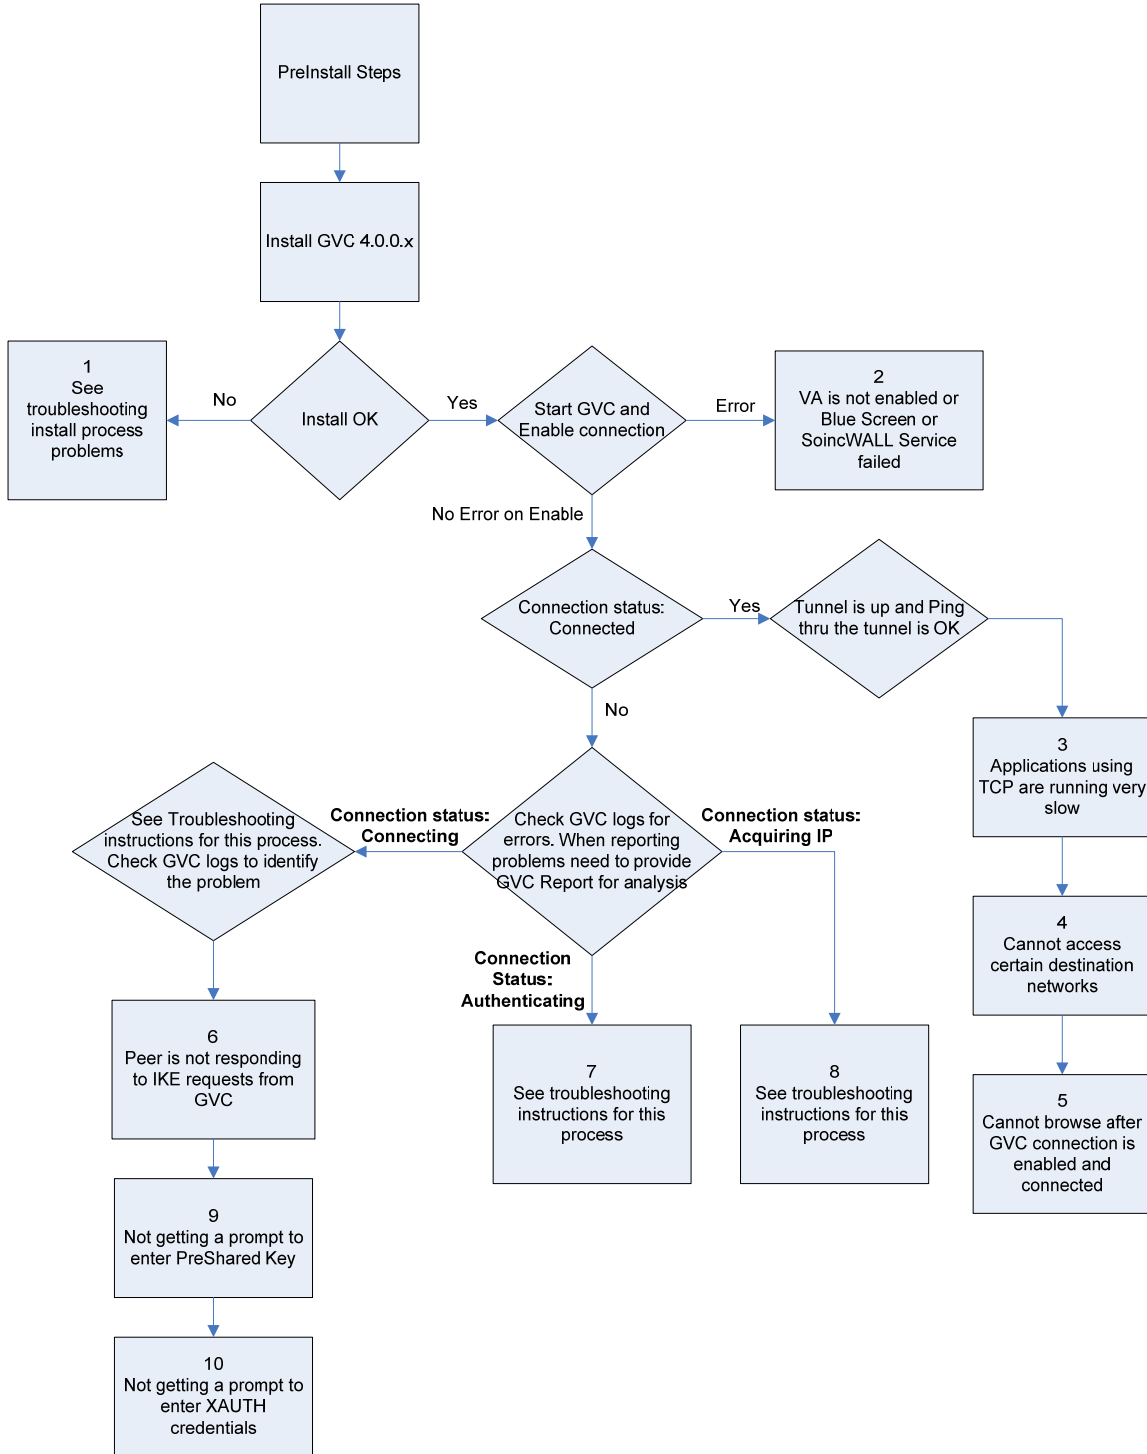 PreInstall Steps
Install GVC 4.0.0.x
1
See
troubleshooting
install process
problems
No
Install OK
Yes
Start GVC and
Enable connection
Error
2
VA is not enabled or
Blue Screen or
SoincWALL Service
failed
No Error on Enable
Connection status:
Connected
Yes
Tunnel is up and Ping
thru the tunnel is OK
No
3
Applications using
TCP are running very
slow
See Troubleshooting
instructions for this process.
Check GVC logs to identify
the problem
Connection status:
Connecting
Check GVC logs for
errors. When reporting
problems need to provide
GVC Report for analysis
Connection status:
Acquiring IP
4
Cannot access
certain destination
networks
Connection
Status:
Authenticating
6
Peer is not responding
to IKE requests from
GVC
7
See troubleshooting
instructions for this
process
8
See troubleshooting
instructions for this
process
5
Cannot browse after
GVC connection is
enabled and
connected
9
Not getting a prompt to
enter PreShared Key
10
Not getting a prompt to
enter XAUTH
credentials